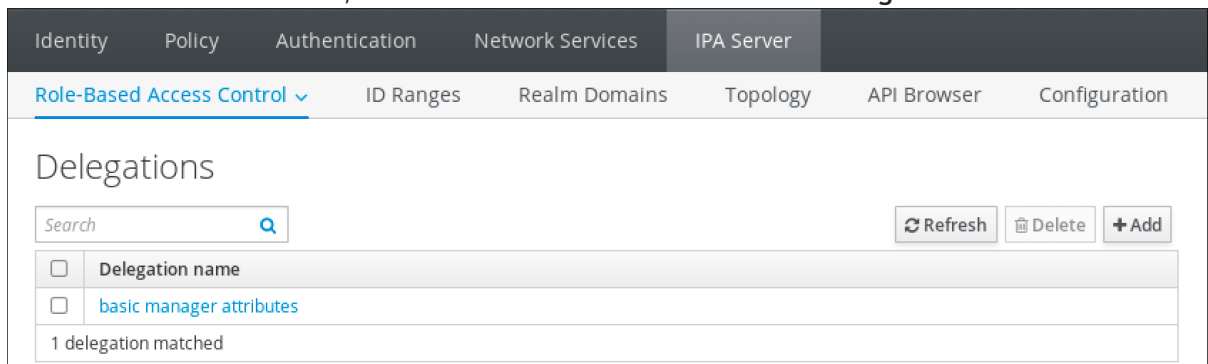 Identity Policy Authentication Network Services IPA Server
Role-Based Access Control ID Ranges Realm Domains Topology API Browser Configuration
Delegations
Search Refresh Delete Add
Delegation name
basic manager attributes
1 delegation matched